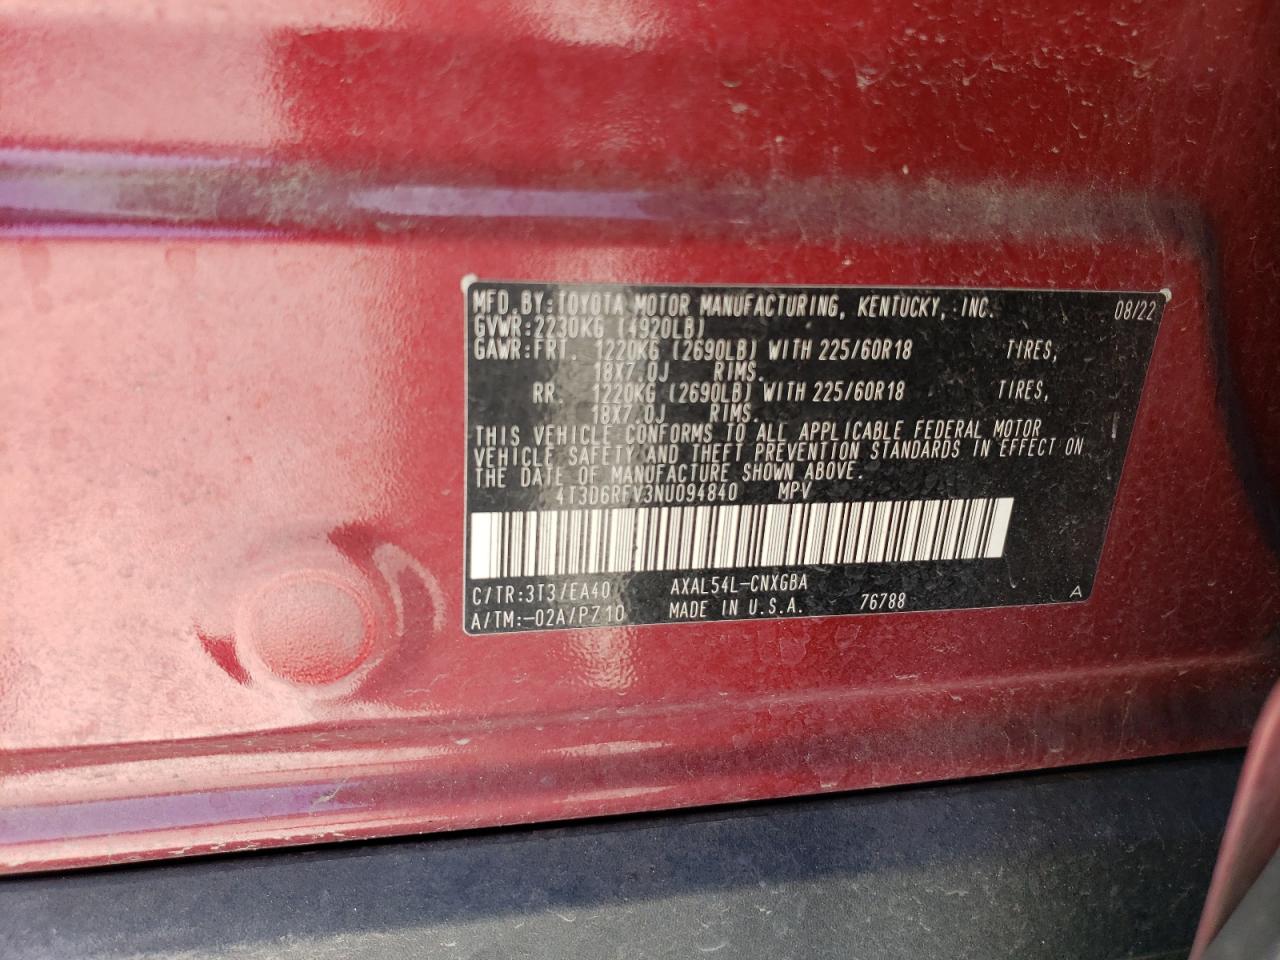 MFD.BY:TOYOTA MOTOR MANUFACTURING, KENTUCKY, INC. 08/22
GVWR:2230KG (4920LB)
GAWR:FRT. 1220KG (2690LB) WITH 225/60R18 TIRES,
18X7.0J RIMS.
RR. 1220KG (2690LB) WITH 225/60R18 TIRES,
18X7.0J RIMS.
THIS VEHICLE CONFORMS TO ALL APPLICABLE FEDERAL MOTOR
VEHICLE SAFETY AND THEFT PREVENTION STANDARDS IN EFFECT ON
THE DATE OF MANUFACTURE SHOWN ABOVE.
4T3D6RFV3NU094840 MPV
C/TR:3T3/EA40 AXAL54L-CNXGBA
A/TM:-02A/PZ10 MADE IN U.S.A. 76788 A